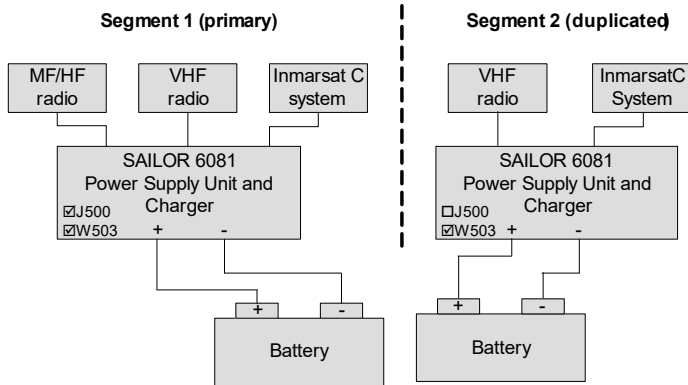 Segment 1 (primary)
MF/HF
radio
VHF
radio
Inmarsat C
system
SAILOR 6081
Power Supply Unit and
Charger
☑J500
☑W503
+ -
+ -
Battery
Segment 2 (duplicated)
VHF
radio
InmarsatC
System
SAILOR 6081
Power Supply Unit and
Charger
☐J500
☑W503
+ -
+ -
Battery